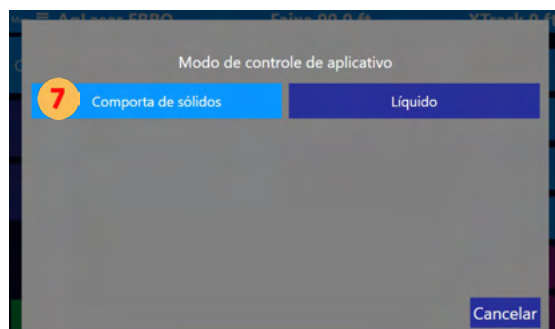 Modo de controle de aplicativo
7
Comporta de sólidos
Líquido
Cancelar